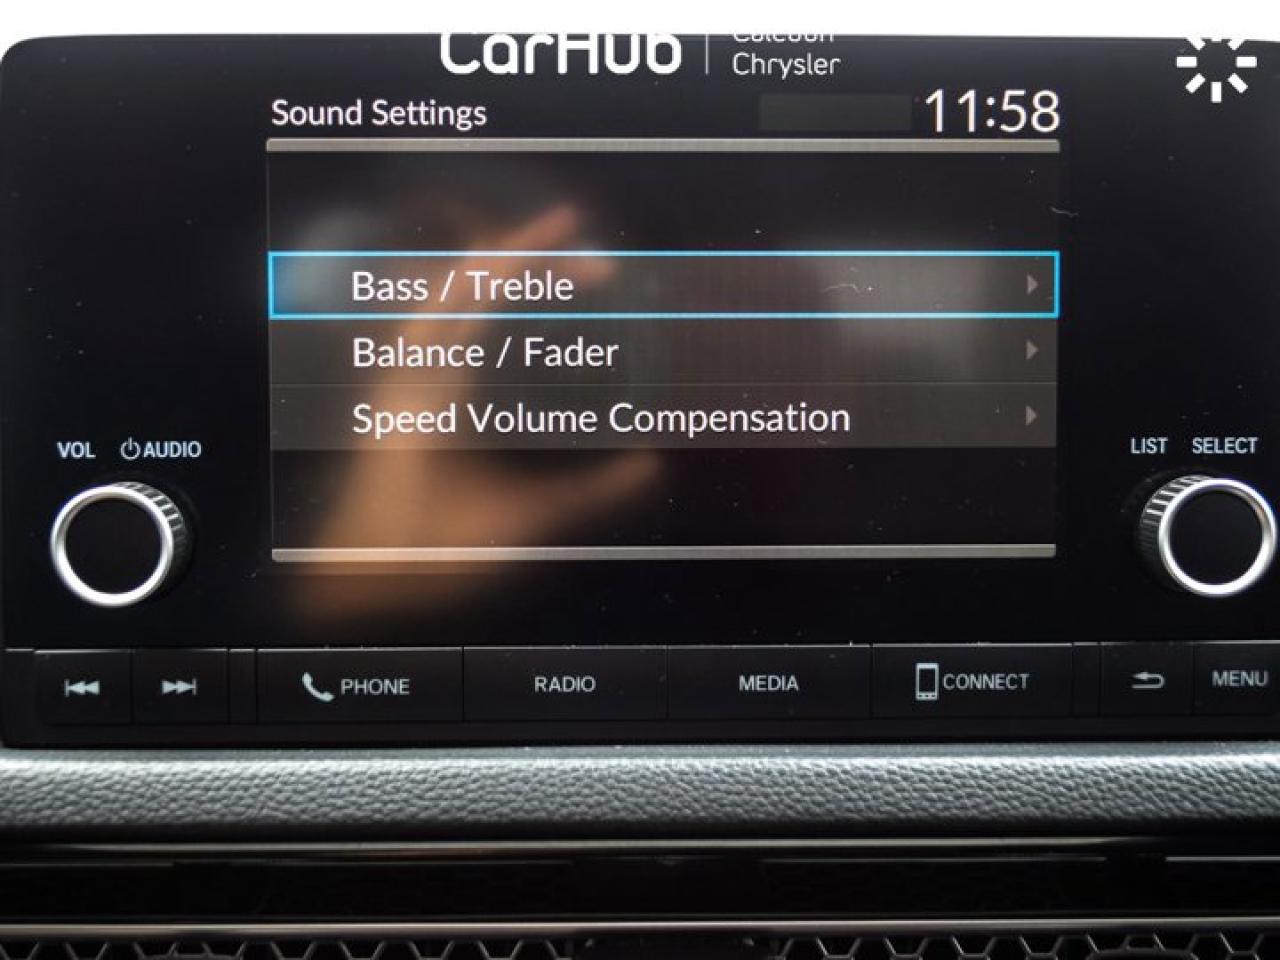 CarHub
Chrysler
Sound Settings
11:58
Bass / Treble
Balance / Fader
Speed Volume Compensation
VOL AUDIO
LIST SELECT
PHONE
RADIO
MEDIA
CONNECT
MENU